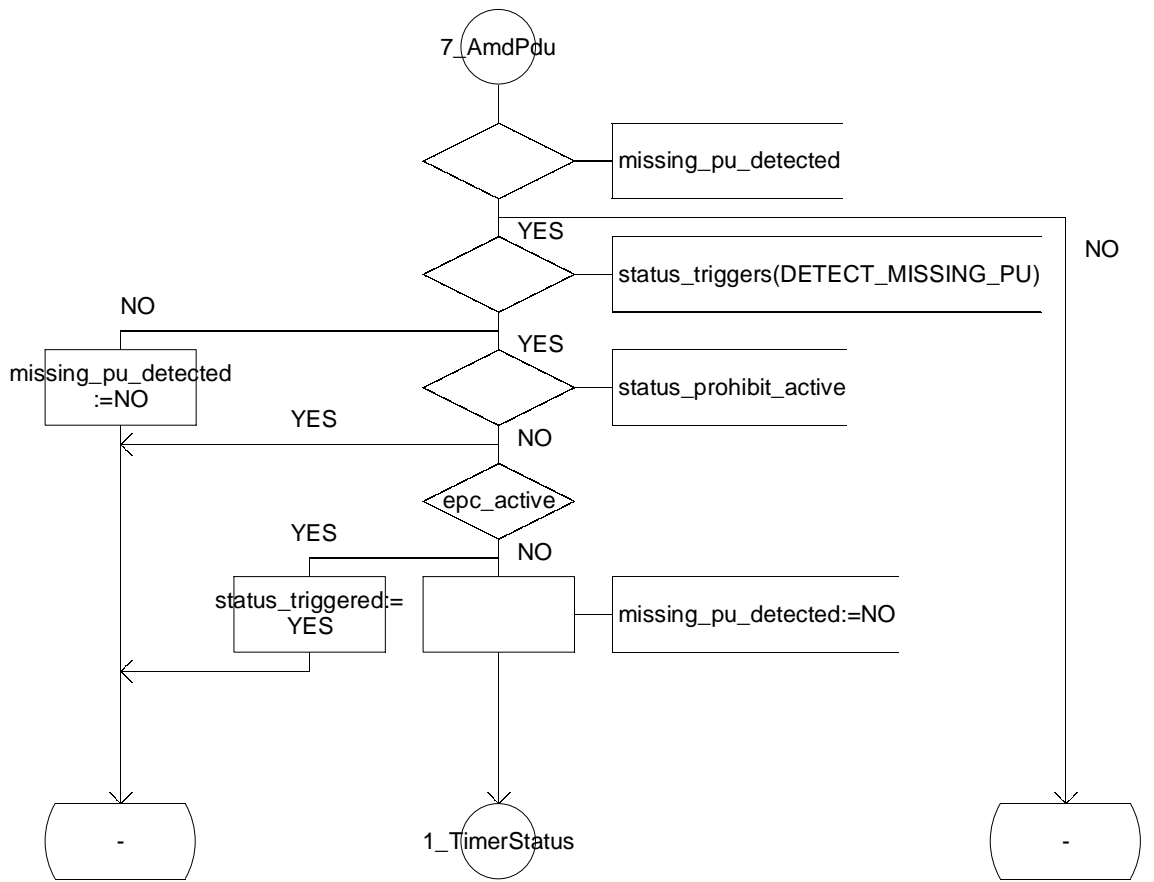 7_AmdPdu
missing_pu_detected
YES
NO
status_triggers(DETECT_MISSING_PU)
NO
YES
missing_pu_detected
:=NO
status_prohibit_active
YES
NO
epc_active
YES
NO
status_triggered:=
YES
missing_pu_detected:=NO
-
1_TimerStatus
-